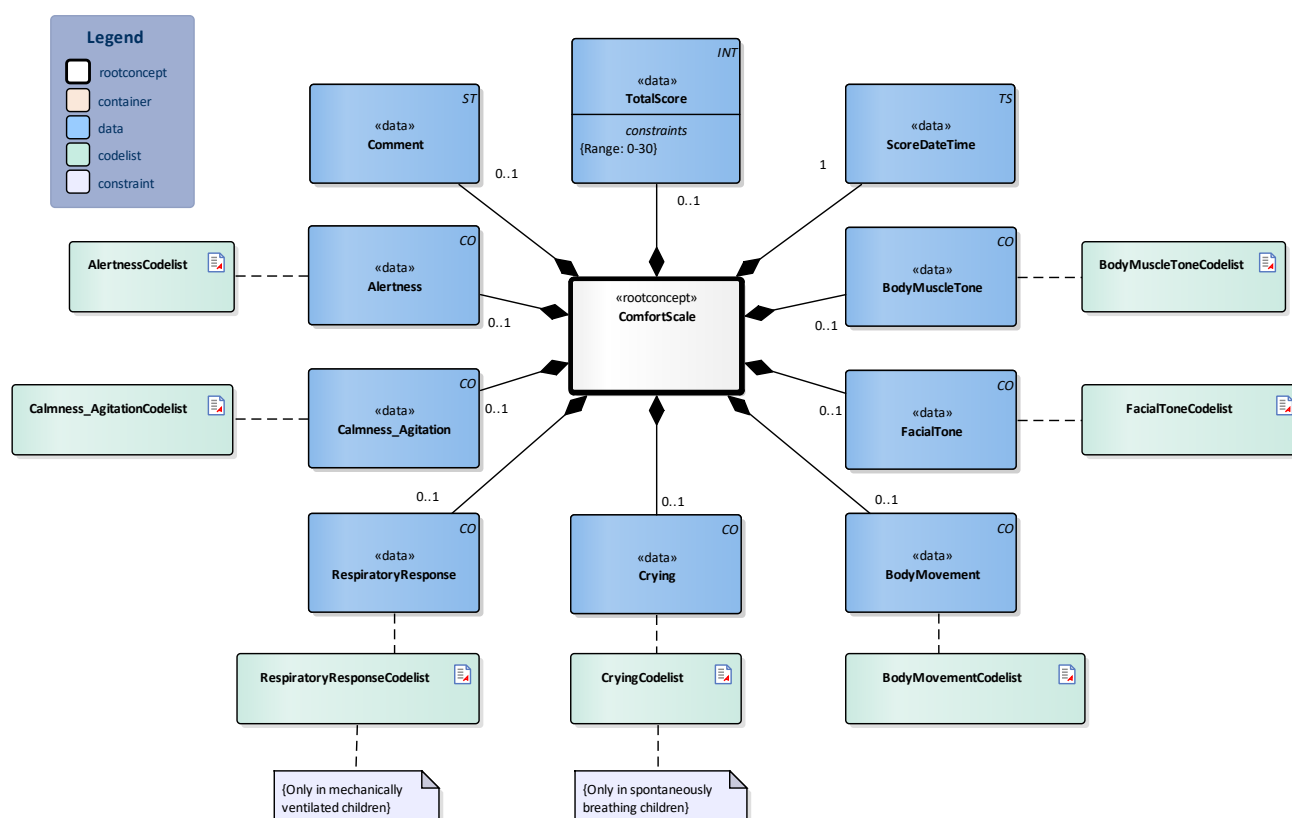 Legend
rootconcept
container
data
codelist
constraint
INT
«data»
TotalScore
constraints
{Range: 0-30}
0..1
ST
«data»
Comment
0..1
TS
«data»
ScoreDateTime
1
AlertnessCodelist
CO
«data»
Alertness
0..1
«rootconcept»
ComfortScale
CO
«data»
BodyMuscleTone
0..1
BodyMuscleToneCodelist
Calmness_AgitationCodelist
CO
«data»
Calmness_Agitation
0..1
CO
«data»
FacialTone
0..1
FacialToneCodelist
0..1
CO
«data»
RespiratoryResponse
0..1
CO
«data»
Crying
0..1
CO
«data»
BodyMovement
RespiratoryResponseCodelist
CryingCodelist
BodyMovementCodelist
{Only in mechanically
ventilated children}
{Only in spontaneously
breathing children}